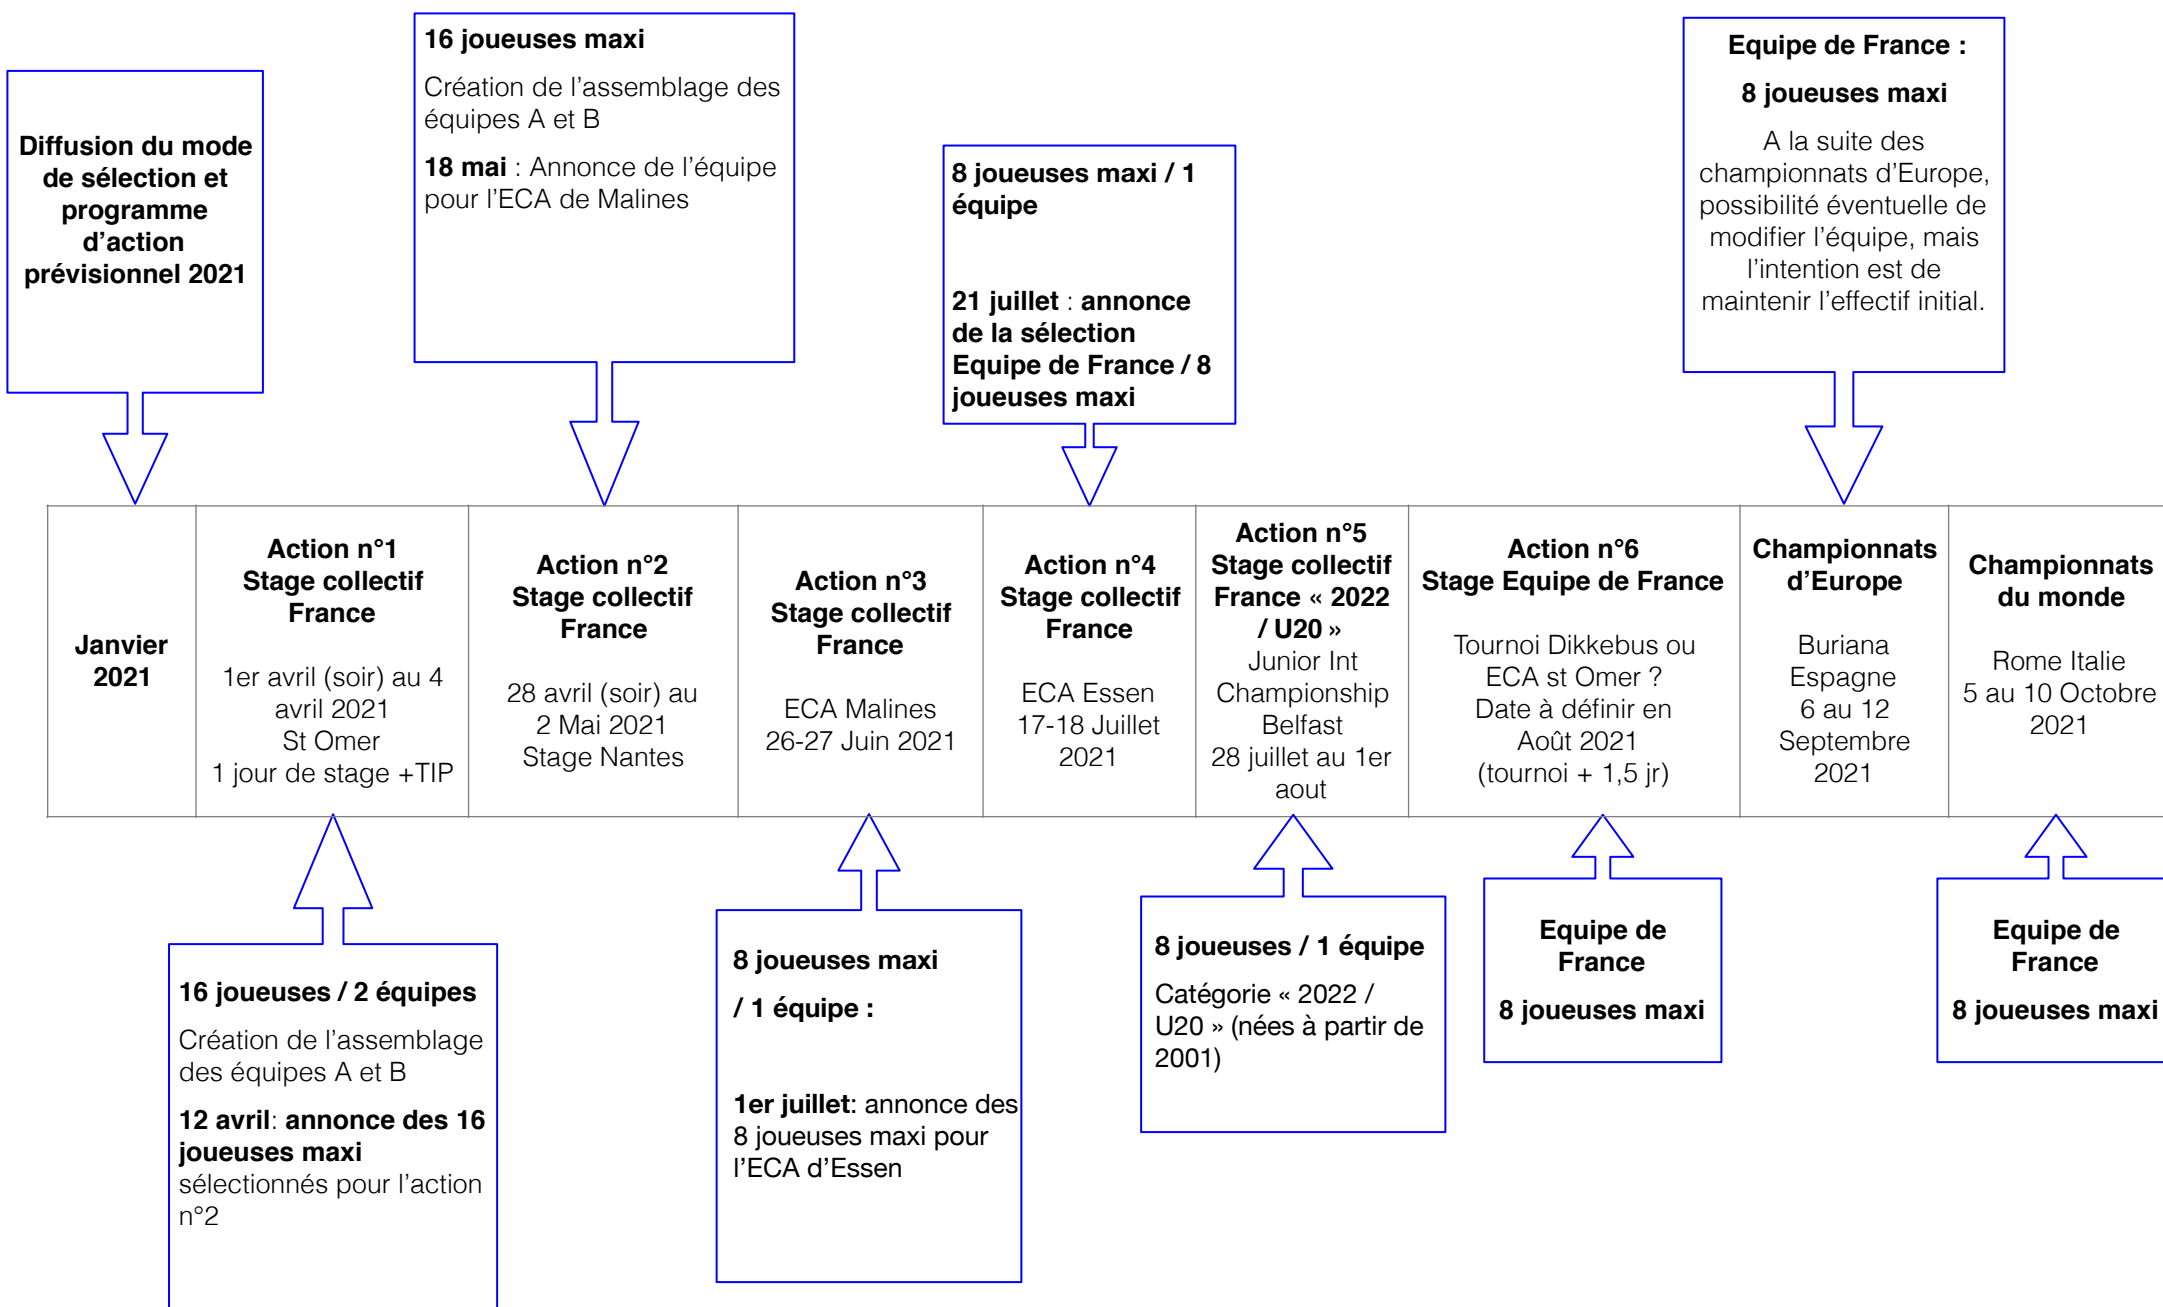 Diffusion du mode
de sélection et
programme
d’action
prévisionnel 2021
16 joueuses maxi
Création de l’assemblage des
équipes A et B
18 mai : Annonce de l’équipe
pour l’ECA de Malines
8 joueuses maxi / 1
équipe
21 juillet : annonce
de la sélection
Equipe de France / 8
joueuses maxi
Equipe de France :
8 joueuses maxi
A la suite des
championnats d’Europe,
possibilité éventuelle de
modifier l’équipe, mais
l’intention est de
maintenir l’effectif initial.
Janvier
2021
Action n°1
Stage collectif
France
1er avril (soir) au 4
avril 2021
St Omer
1 jour de stage +TIP
Action n°2
Stage collectif
France
28 avril (soir) au
2 Mai 2021
Stage Nantes
Action n°3
Stage collectif
France
ECA Malines
26-27 Juin 2021
Action n°4
Stage collectif
France
ECA Essen
17-18 Juillet
2021
Action n°5
Stage collectif
France « 2022
/ U20 »
Junior Int
Championship
Belfast
28 juillet au 1er
aout
Action n°6
Stage Equipe de France
Tournoi Dikkebus ou
ECA st Omer ?
Date à définir en
Août 2021
(tournoi + 1,5 jr)
Championnats
d’Europe
Buriana
Espagne
6 au 12
Septembre
2021
Championnats
du monde
Rome Italie
5 au 10 Octobre
2021
16 joueuses / 2 équipes
Création de l’assemblage
des équipes A et B
12 avril: annonce des 16
joueuses maxi
sélectionnés pour l’action
n°2
8 joueuses maxi
/ 1 équipe :
1er juillet: annonce des
8 joueuses maxi pour
l’ECA d’Essen
8 joueuses / 1 équipe
Catégorie « 2022 /
U20 » (nées à partir de
2001)
Equipe de
France
8 joueuses maxi
Equipe de
France
8 joueuses maxi